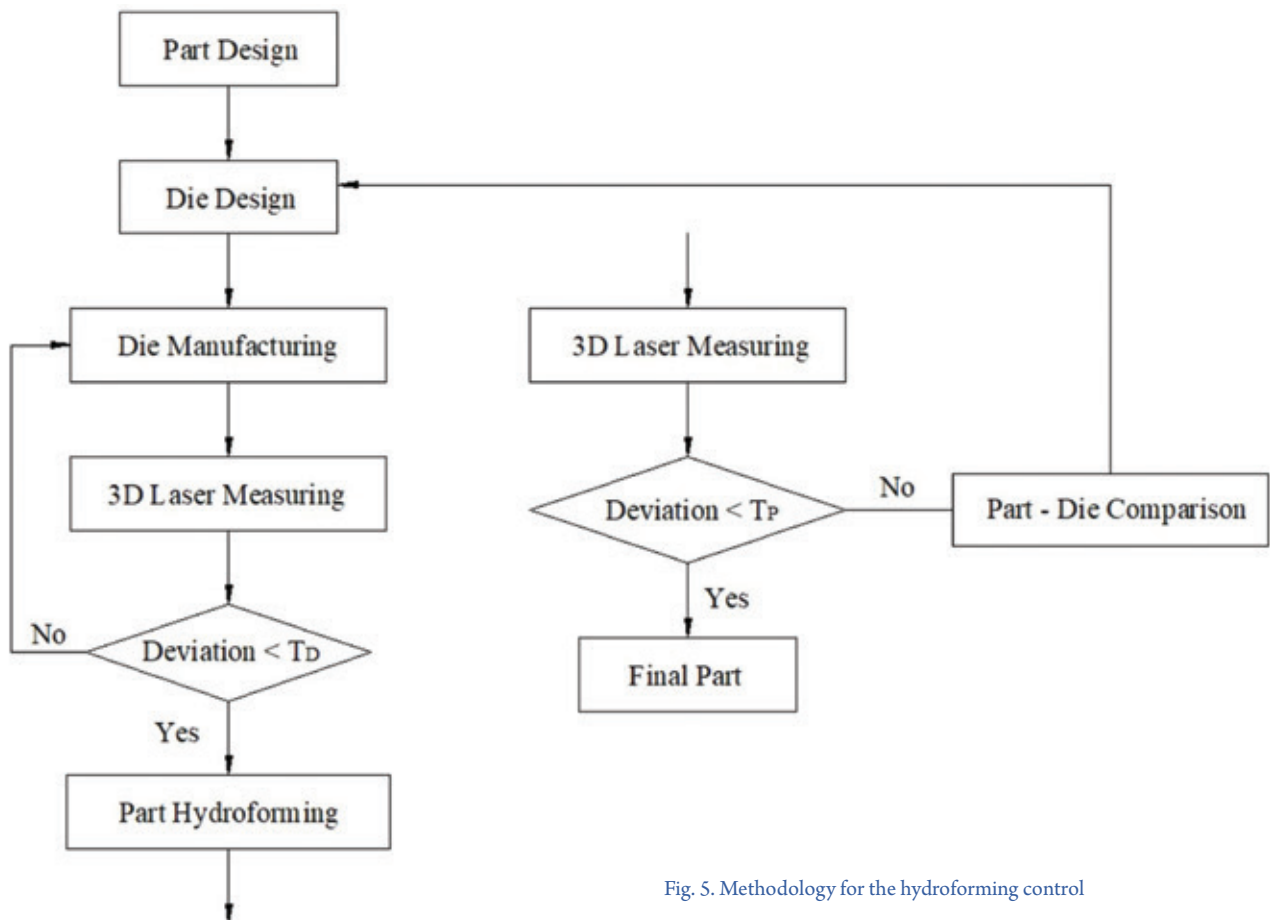 Part Design
Die Design
Die Manufacturing
3D Laser Measuring
Deviation < TD
No
Yes
Part Hydroforming
3D Laser Measuring
Deviation < TP
No
Part - Die Comparison
Yes
Final Part
Fig. 5. Methodology for the hydroforming control